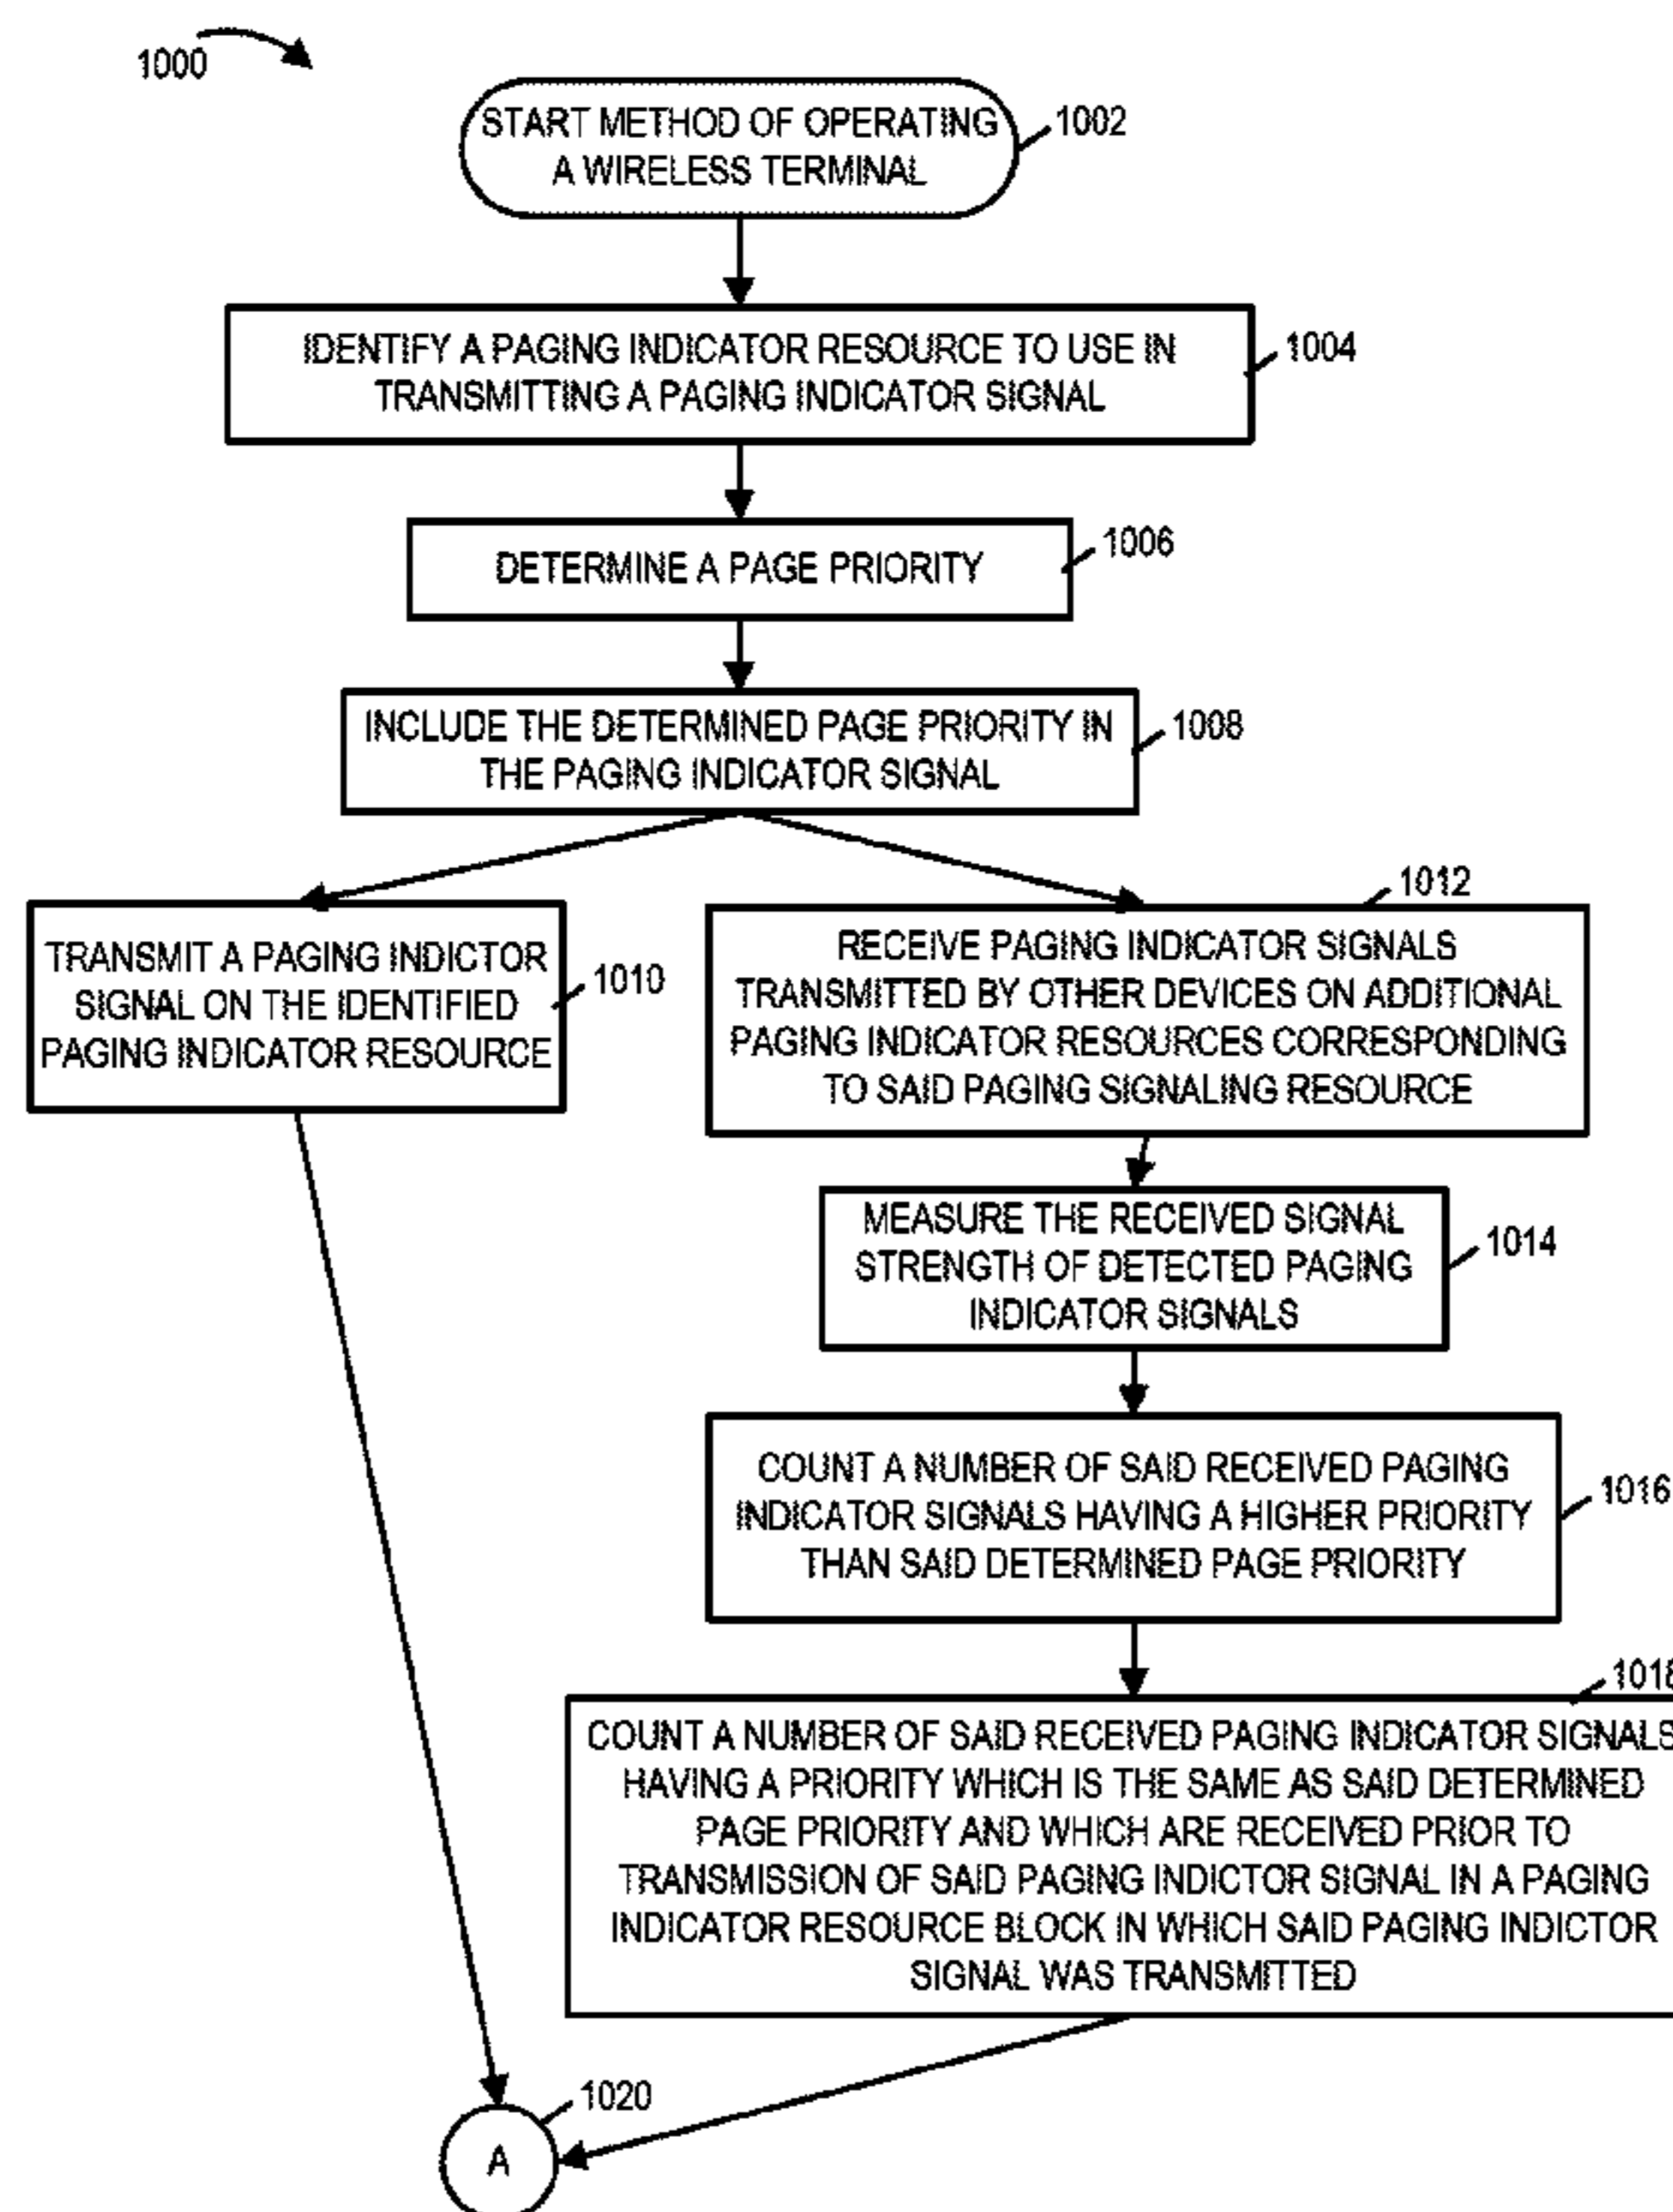 1000
START METHOD OF OPERATING
A WIRELESS TERMINAL
1002
IDENTIFY A PAGING INDICATOR RESOURCE TO USE IN
TRANSMITTING A PAGING INDICATOR SIGNAL
1004
DETERMINE A PAGE PRIORITY
1006
INCLUDE THE DETERMINED PAGE PRIORITY IN
THE PAGING INDICATOR SIGNAL
1008
TRANSMIT A PAGING INDICTOR
SIGNAL ON THE IDENTIFIED
PAGING INDICATOR RESOURCE
1010
1012
RECEIVE PAGING INDICATOR SIGNALS
TRANSMITTED BY OTHER DEVICES ON ADDITIONAL
PAGING INDICATOR RESOURCES CORRESPONDING
TO SAID PAGING SIGNALING RESOURCE
MEASURE THE RECEIVED SIGNAL
STRENGTH OF DETECTED PAGING
INDICATOR SIGNALS
1014
COUNT A NUMBER OF SAID RECEIVED PAGING
INDICATOR SIGNALS HAVING A HIGHER PRIORITY
THAN SAID DETERMINED PAGE PRIORITY
1016
1018
COUNT A NUMBER OF SAID RECEIVED PAGING INDICATOR SIGNALS
HAVING A PRIORITY WHICH IS THE SAME AS SAID DETERMINED
PAGE PRIORITY AND WHICH ARE RECEIVED PRIOR TO
TRANSMISSION OF SAID PAGING INDICTOR SIGNAL IN A PAGING
INDICATOR RESOURCE BLOCK IN WHICH SAID PAGING INDICTOR
SIGNAL WAS TRANSMITTED
1020
A